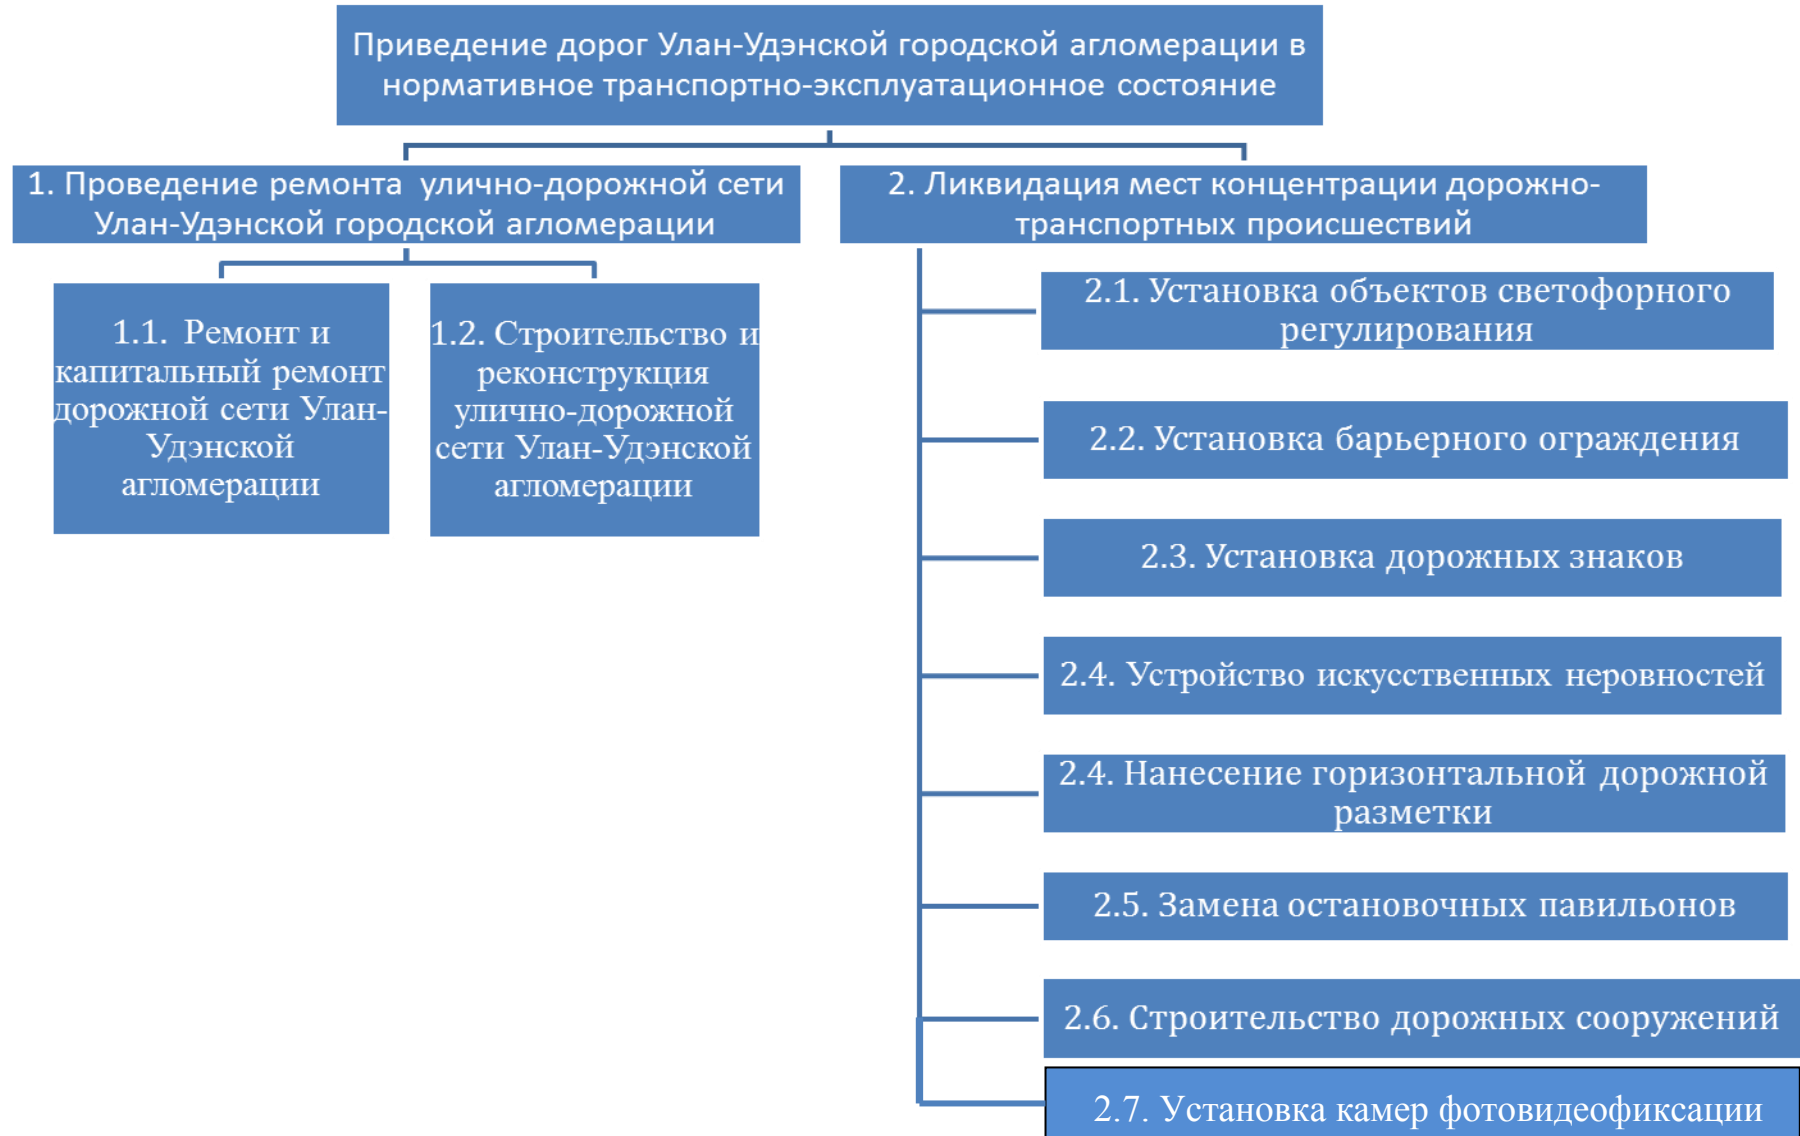 Приведение дорог Улан-Удэнской городской агломерации в
нормативное транспортно-эксплуатационное состояние
1. Проведение ремонта улично-дорожной сети
Улан-Удэнской городской агломерации
2. Ликвидация мест концентрации дорожно-
транспортных происшествий
1.1. Ремонт и
капитальный ремонт
дорожной сети Улан-
Удэнской
агломерации
1.2. Строительство и
реконструкция
улично-дорожной
сети Улан-Удэнской
агломерации
2.1. Установка объектов светофорного
регулирования
2.2. Установка барьерного ограждения
2.3. Установка дорожных знаков
2.4. Устройство искусственных неровностей
2.4. Нанесение горизонтальной дорожной
разметки
2.5. Замена остановочных павильонов
2.6. Строительство дорожных сооружений
2.7. Установка камер фотовидеофиксации